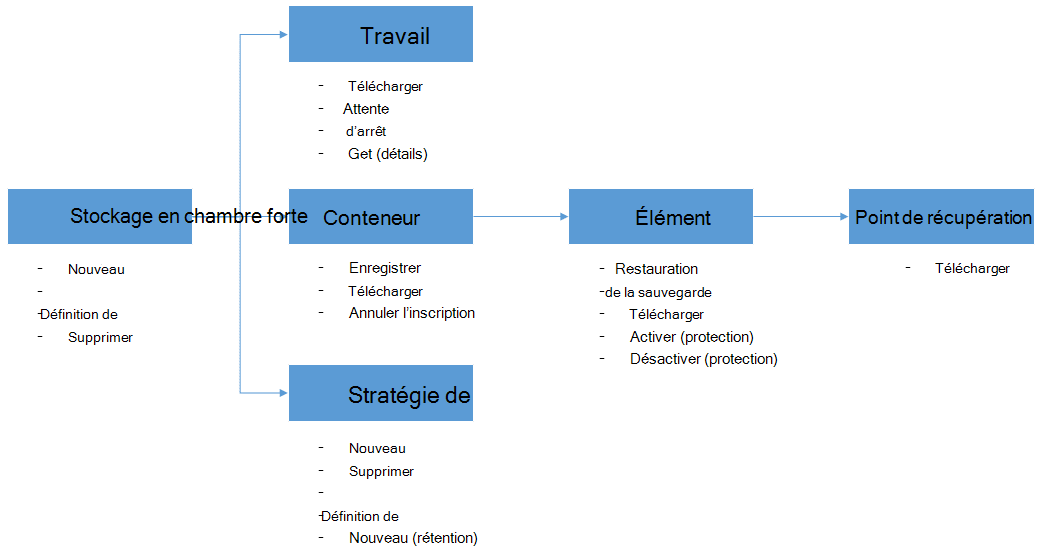 Travail
- Télécharger
- Attente
- d’arrêt
- Get (détails)
Stockage en chambre forte
- Nouveau
-
-Définition de
- Supprimer
Conteneur
- Enregistrer
- Télécharger
- Annuler l’inscription
Élément
- Restauration
-de la sauvegarde
- Télécharger
- Activer (protection)
- Désactiver (protection)
Point de récupération
- Télécharger
Stratégie de
- Nouveau
- Supprimer
-
-Définition de
- Nouveau (rétention)